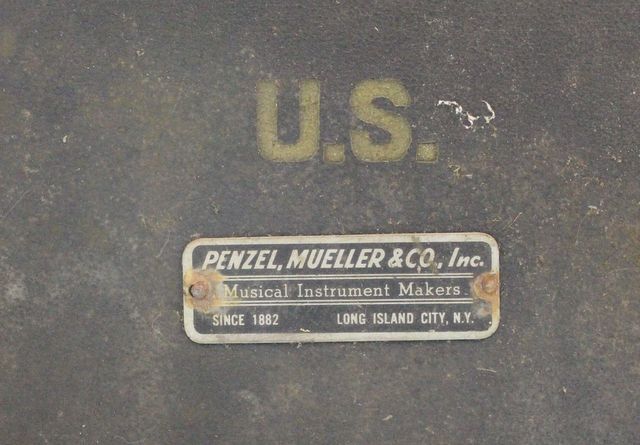 U.S.
PENZEL, MUELLER & CO., Inc.
Musical Instrument Makers
SINCE 1882 LONG ISLAND CITY, N.Y.